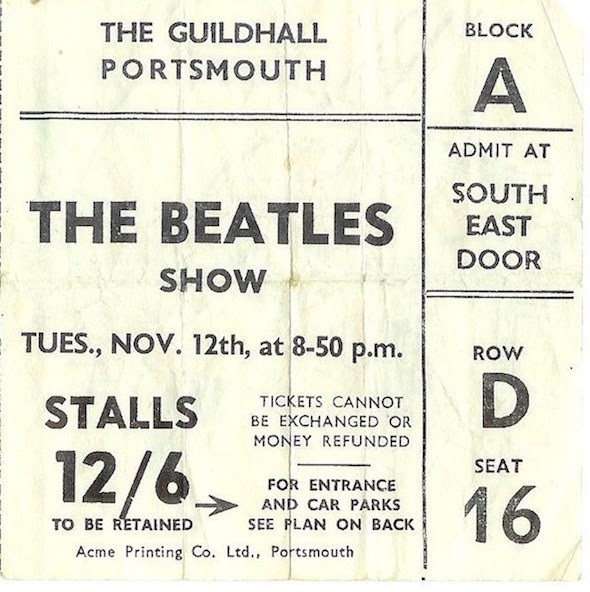 THE GUILDHALL
PORTSMOUTH
THE BEATLES
SHOW
TUES., NOV. 12th, at 8-50 p.m.
STALLS
12/6
TO BE RETAINED
TICKETS CANNOT
BE EXCHANGED OR
MONEY REFUNDED
FOR ENTRANCE
AND CAR PARKS
SEE PLAN ON BACK
Acme Printing Co. Ltd., Portsmouth
BLOCK
A
ADMIT AT
SOUTH
EAST
DOOR
ROW
D
SEAT
16